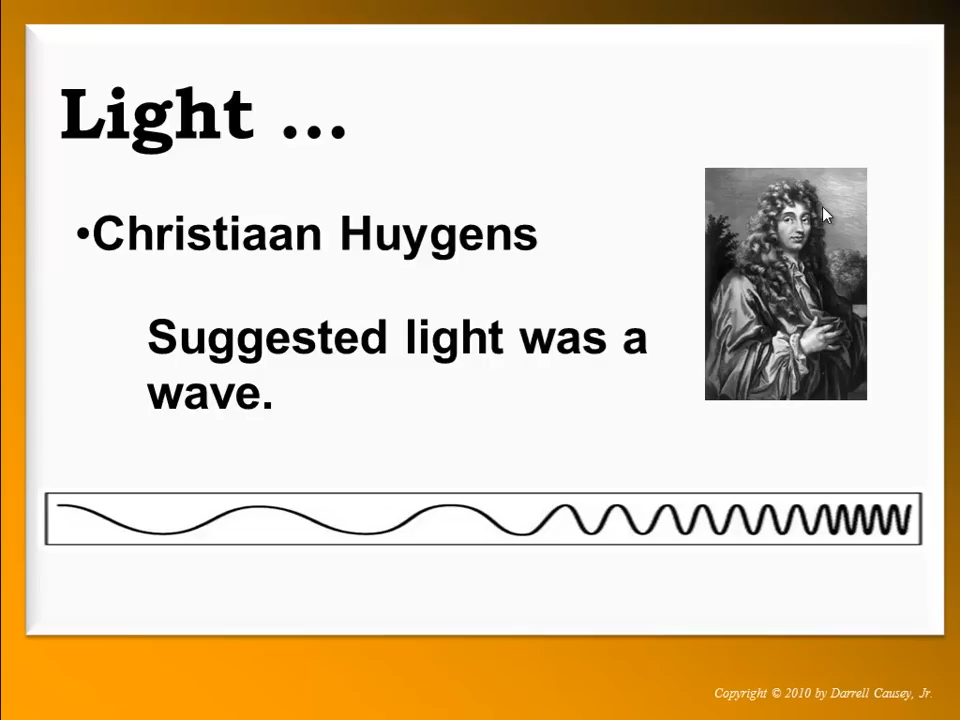 Light ...
•Christiaan Huygens
Suggested light was a
wave.
Copyright © 2010 by Darrell Causey, Jr.